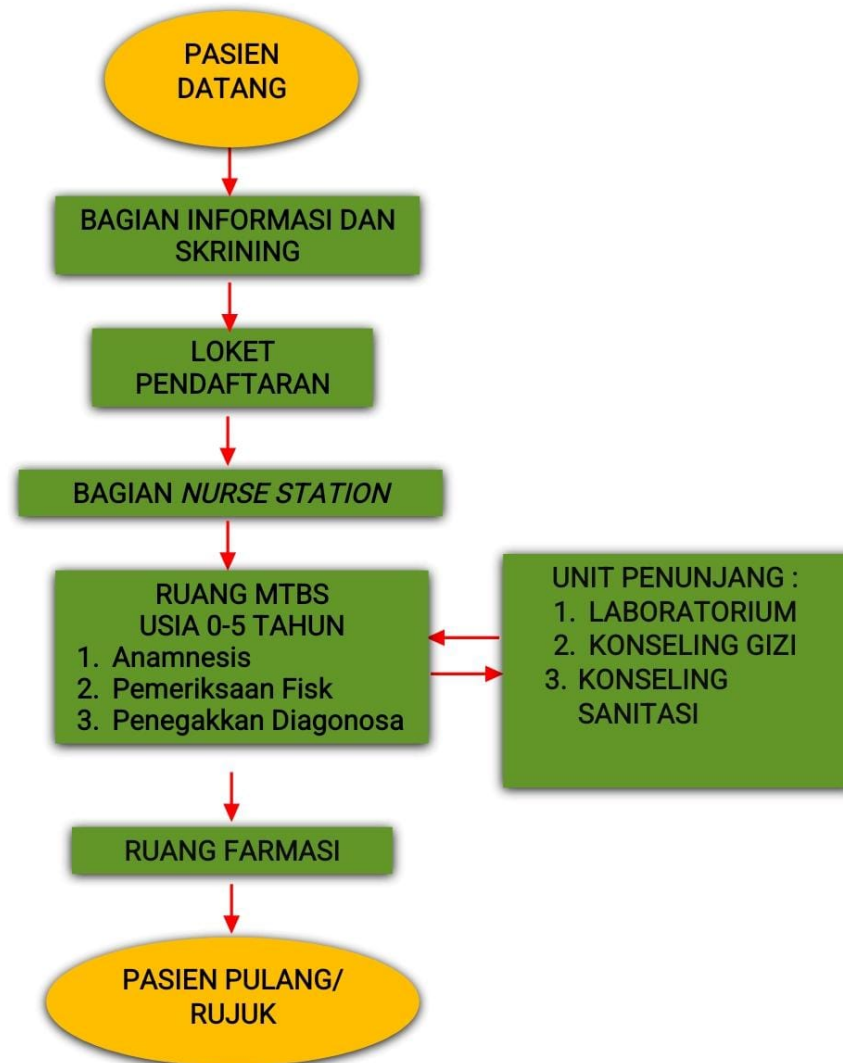 PASIEN
DATANG
BAGIAN INFORMASI DAN
SKRINING
LOKET
PENDAFTARAN
BAGIAN NURSE STATION
RUANG MTBS
USIA 0-5 TAHUN
1. Anamnesis
2. Pemeriksaan Fisk
3. Penegakkan Diagonosa
UNIT PENUNJANG :
1. LABORATORIUM
2. KONSELING GIZI
3. KONSELING
SANITASI
RUANG FARMASI
PASIEN PULANG/
RUJUK